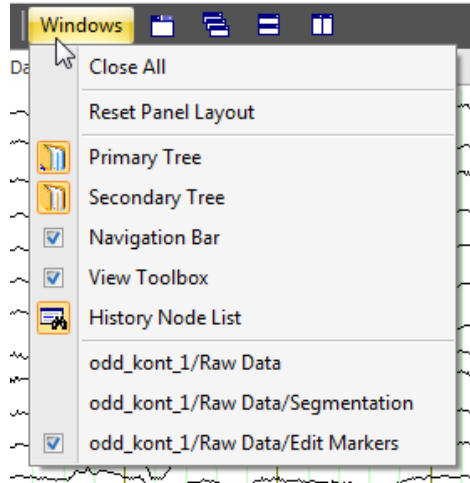 Windows
Da
Close All
Reset Panel Layout
Primary Tree
Secondary Tree
Navigation Bar
View Toolbox
History Node List
odd_kont_1/Raw Data
odd_kont_1/Raw Data/Segmentation
odd_kont_1/Raw Data/Edit Markers